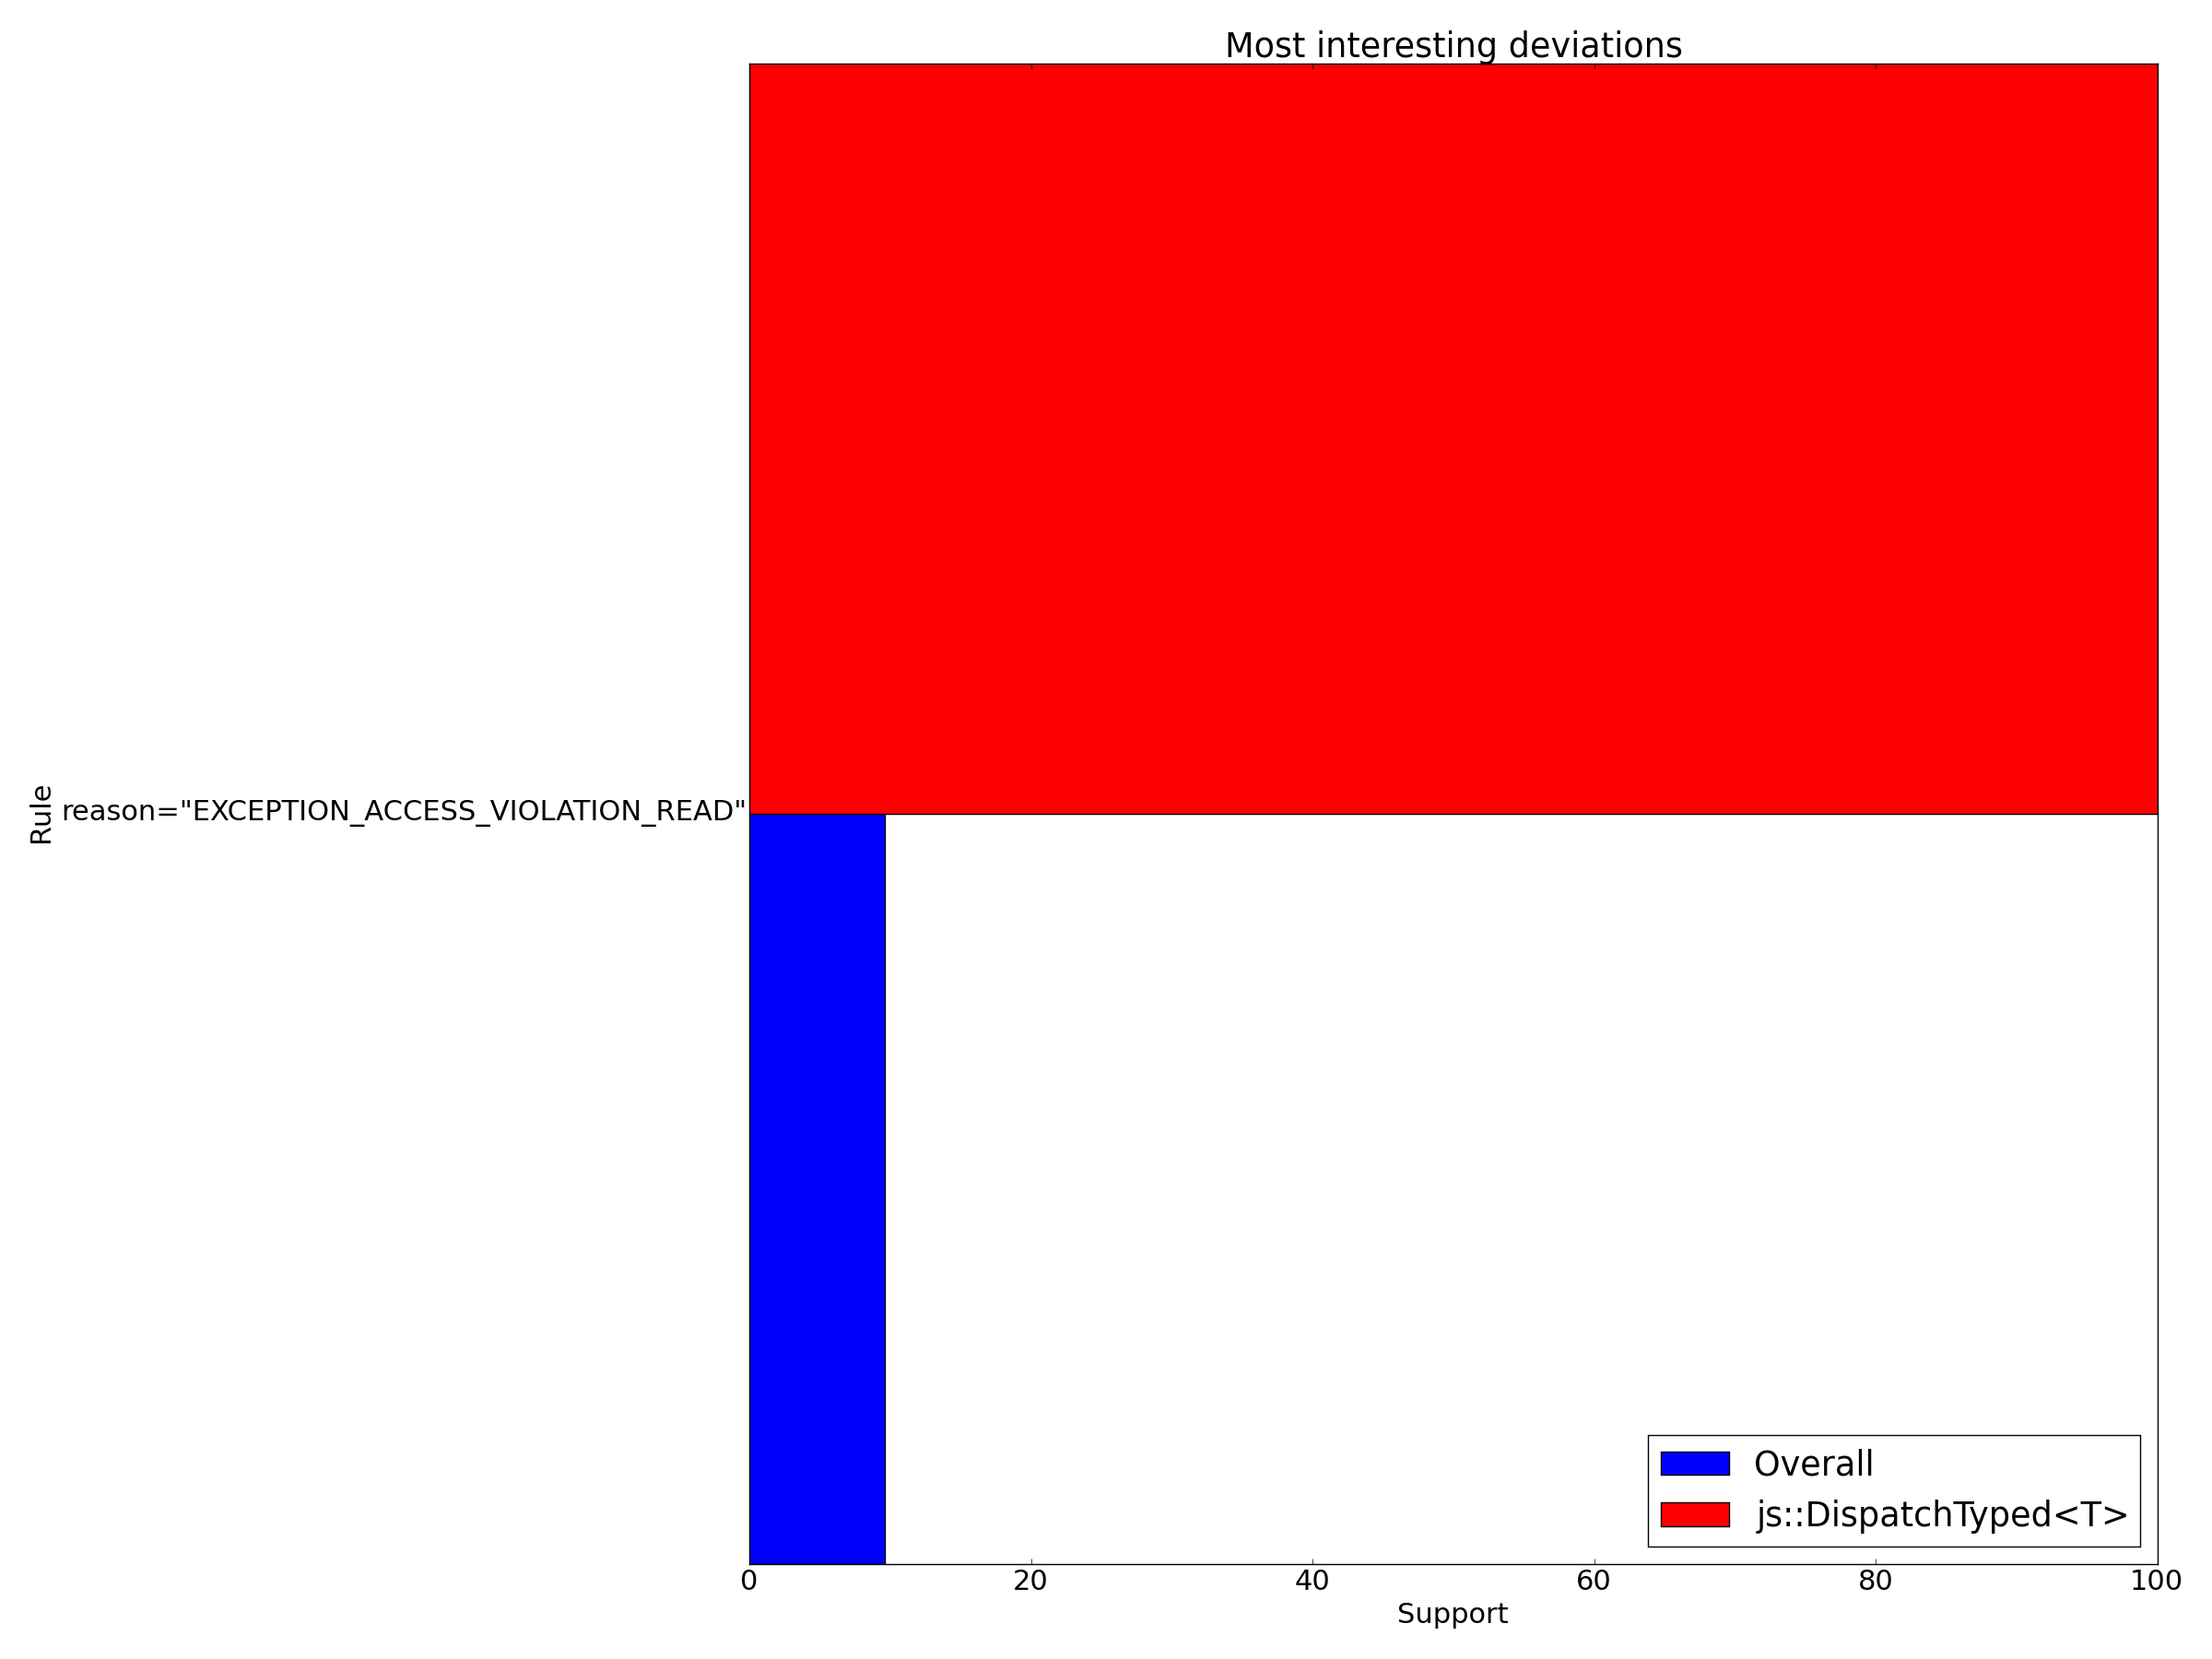 Most interesting deviations
Rule
reason="EXCEPTION_ACCESS_VIOLATION_READ"
Overall
js::DispatchTyped<T>
0 20 40 60 80 100
Support